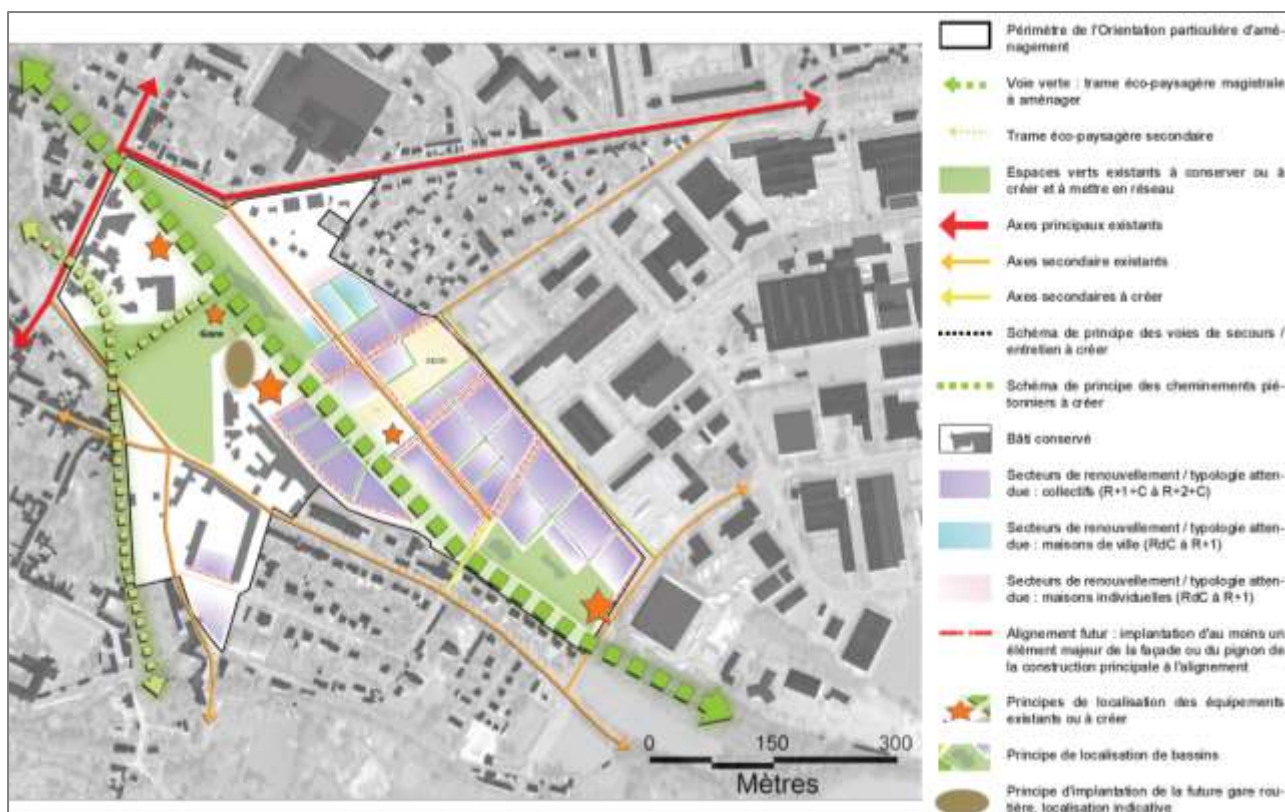 Périmètre de l'Orientation particulière d'amé-
nagement
Voie verte : trame éco-paysagère magistrale
à aménager
Trame éco-paysagère secondaire
Espaces verts existants à conserver ou à
créer et à mettre en réseau
Axes principaux existants
Axes secondaire existants
Axes secondaires à créer
Schéma de principe des voies de secours /
entretien à créer
Schéma de principe des cheminements pié-
tonniers à créer
Bâti conservé
Secteurs de renouvellement / typologie atten-
due : collectifs (R+1+C à R+2+C)
Secteurs de renouvellement / typologie atten-
due : maisons de ville (RdC à R+1)
Secteurs de renouvellement / typologie atten-
due : maisons individuelles (RdC à R+1)
Alignement futur : implantation d'au moins un
élément majeur de la façade ou du pignon de
la construction principale à l'alignement
Principes de localisation des équipements
existants ou à créer
Principe de localisation de bassins
Principe d'implantation de la future gare rou-
tière, localisation indicative
Gare
0 150 300
Mètres